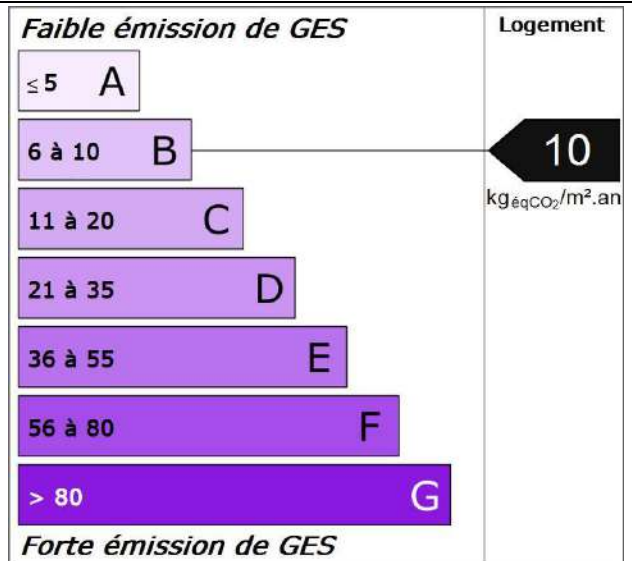 Faible émission de GES
Logement
≤ 5 A
6 à 10 B
10
kgéqCO₂/m².an
11 à 20 C
21 à 35 D
36 à 55 E
56 à 80 F
> 80 G
Forte émission de GES